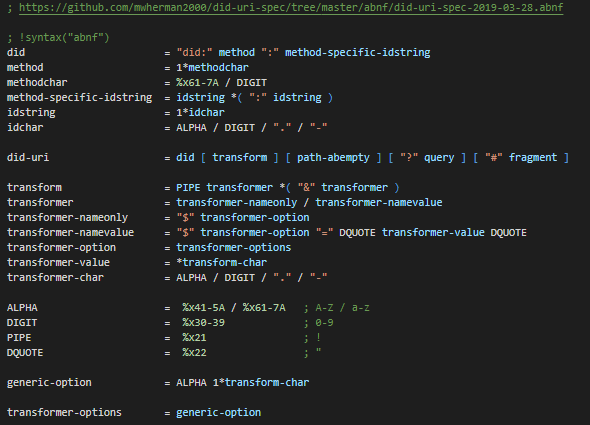 ; https://github.com/mwherman2000/did-uri-spec/tree/master/abnf/did-uri-spec-2019-03-28.abnf
; !syntax("abnf")
did = "did:" method ":" method-specific-idstring
method = 1*methodchar
methodchar = %x61-7A / DIGIT
method-specific-idstring = idstring *( ":" idstring )
idstring = 1*idchar
idchar = ALPHA / DIGIT / "." / "-"
did-uri = did [ transform ] [ path-abempty ] [ "?" query ] [ "#" fragment ]
transform = PIPE transformer *( "&" transformer )
transformer = transformer-nameonly / transformer-namevalue
transformer-nameonly = "$" transformer-option
transformer-namevalue = "$" transformer-option "=" DQUOTE transformer-value DQUOTE
transformer-option = transformer-options
transformer-value = *transform-char
transformer-char = ALPHA / DIGIT / "." / "-"
ALPHA = %x41-5A / %x61-7A ; A-Z / a-z
DIGIT = %x30-39 ; 0-9
PIPE = %x21 ; !
DQUOTE = %x22 ; "
generic-option = ALPHA 1*transform-char
transformer-options = generic-option